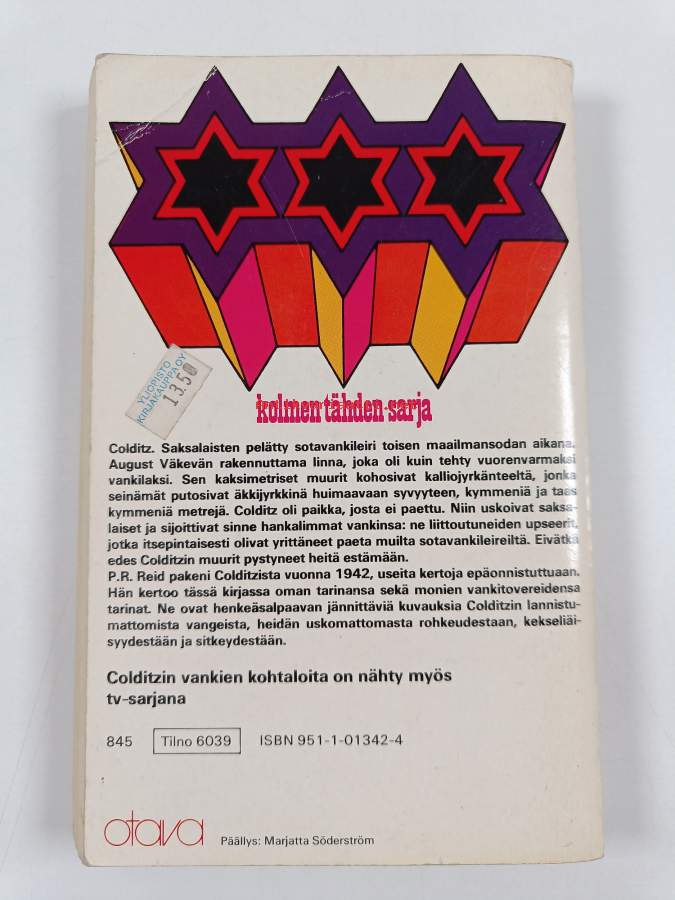 YLIOPISTO
KIRJAKAUPPA OY
13.50
kolmen tähden sarja
Colditz. Saksalaisten pelätty sotavankileiri toisen maailmansodan aikana.
August Väkevän rakennuttama linna, joka oli kuin tehty vuorenvarmaksi
vankilaksi. Sen kaksimetriset muurit kohosivat kalliojyrkänteeltä, jonka
seinämät putosivat äkkijyrkkinä huimaavaan syvyyteen, kymmeniä ja taas
kymmeniä metrejä. Colditz oli paikka, josta ei paettu. Niin uskoivat saksa-
laiset ja sijoittivat sinne hankalimmat vankinsa: ne liittoutuneiden upseerit,
jotka itsepintaisesti olivat yrittäneet paeta muilta sotavankileireiltä. Eivätkä
edes Colditzin muurit pystyneet heitä estämään.
P.R. Reid pakeni Colditzista vuonna 1942, useita kertoja epäonnistuttuaan.
Hän kertoo tässä kirjassa oman tarinansa sekä monien vankitovereidensa
tarinat. Ne ovat henkeäsalpaavan jännittäviä kuvauksia Colditzin lannistu-
mattomista vangeista, heidän uskomattomasta rohkeudestaan, kekseliäi-
syydestään ja sitkeydestään.
Colditzin vankien kohtaloita on nähty myös
tv-sarjana
845 Tilno 6039 ISBN 951-1-01342-4
otava Päällys: Marjatta Söderström